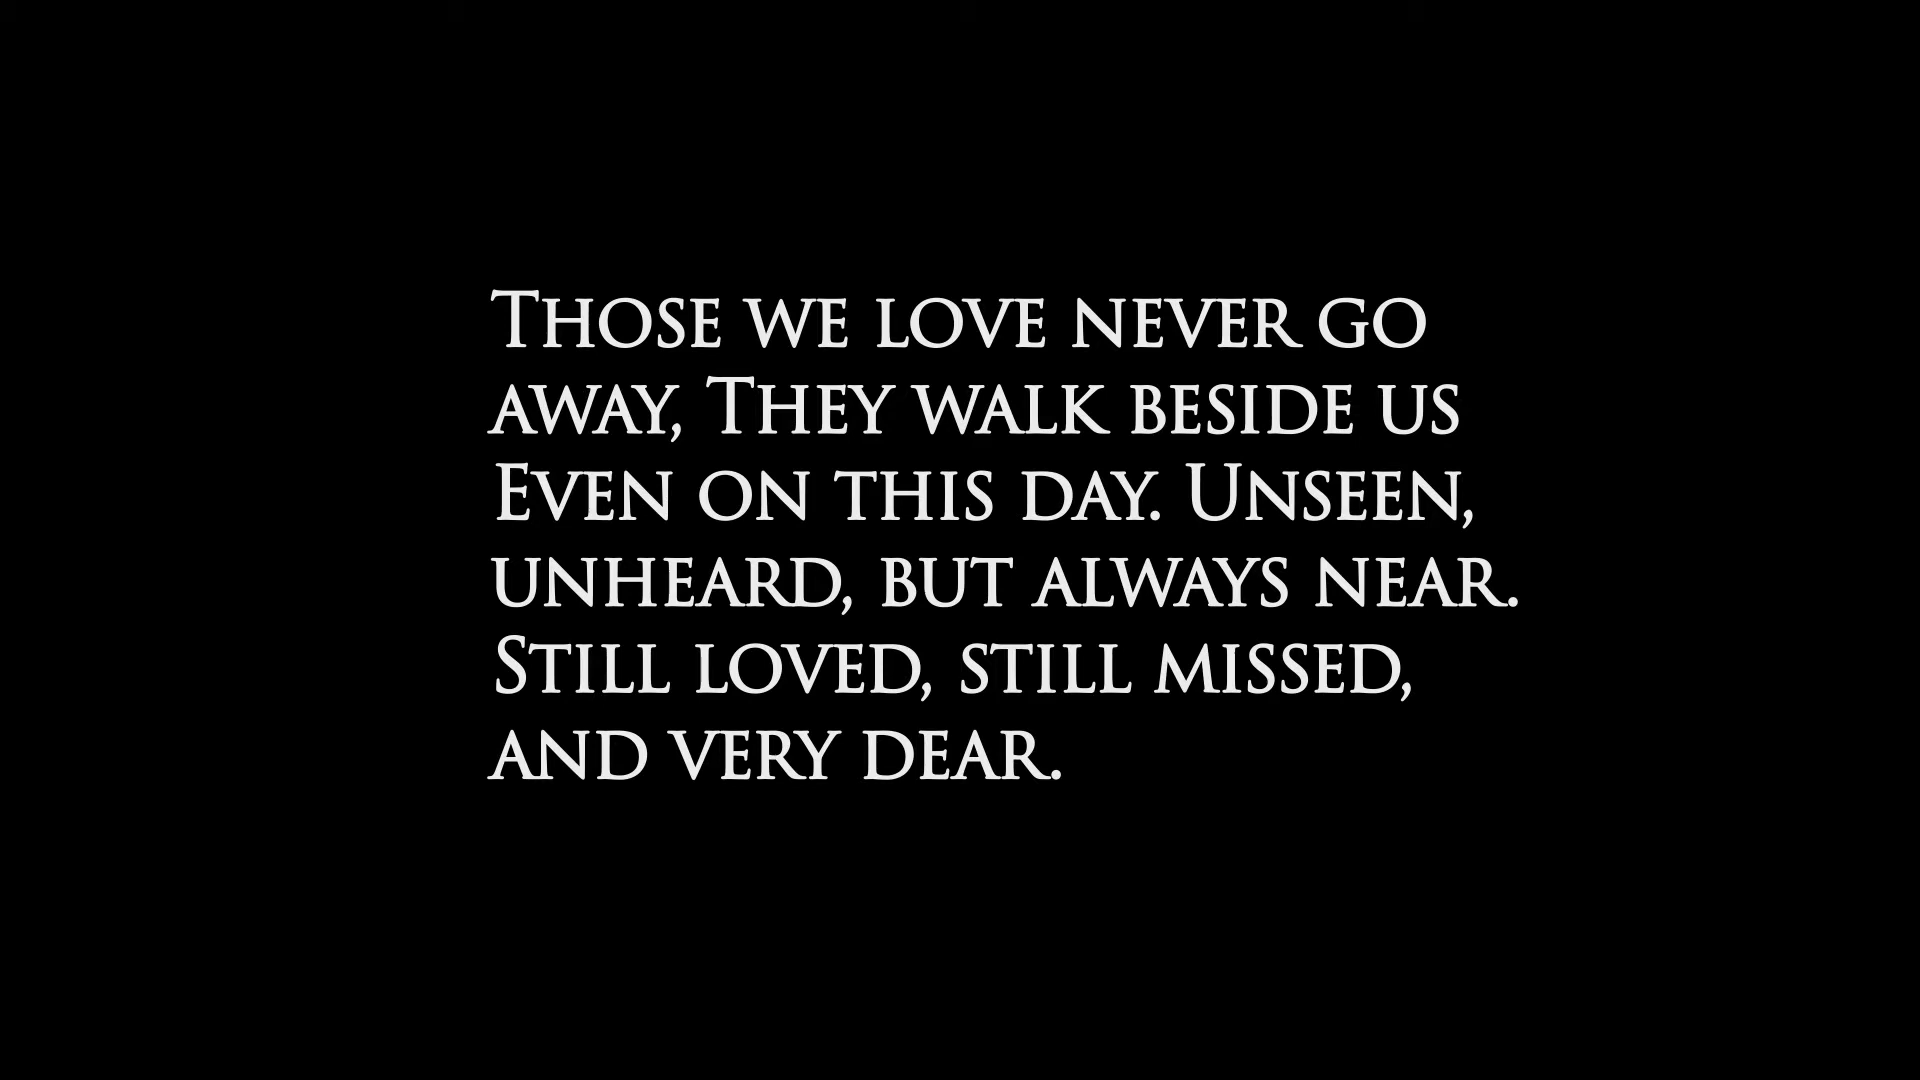 Those we love never go
away, They walk beside us
Even on this day. Unseen,
unheard, but always near.
Still loved, still missed,
and very dear.